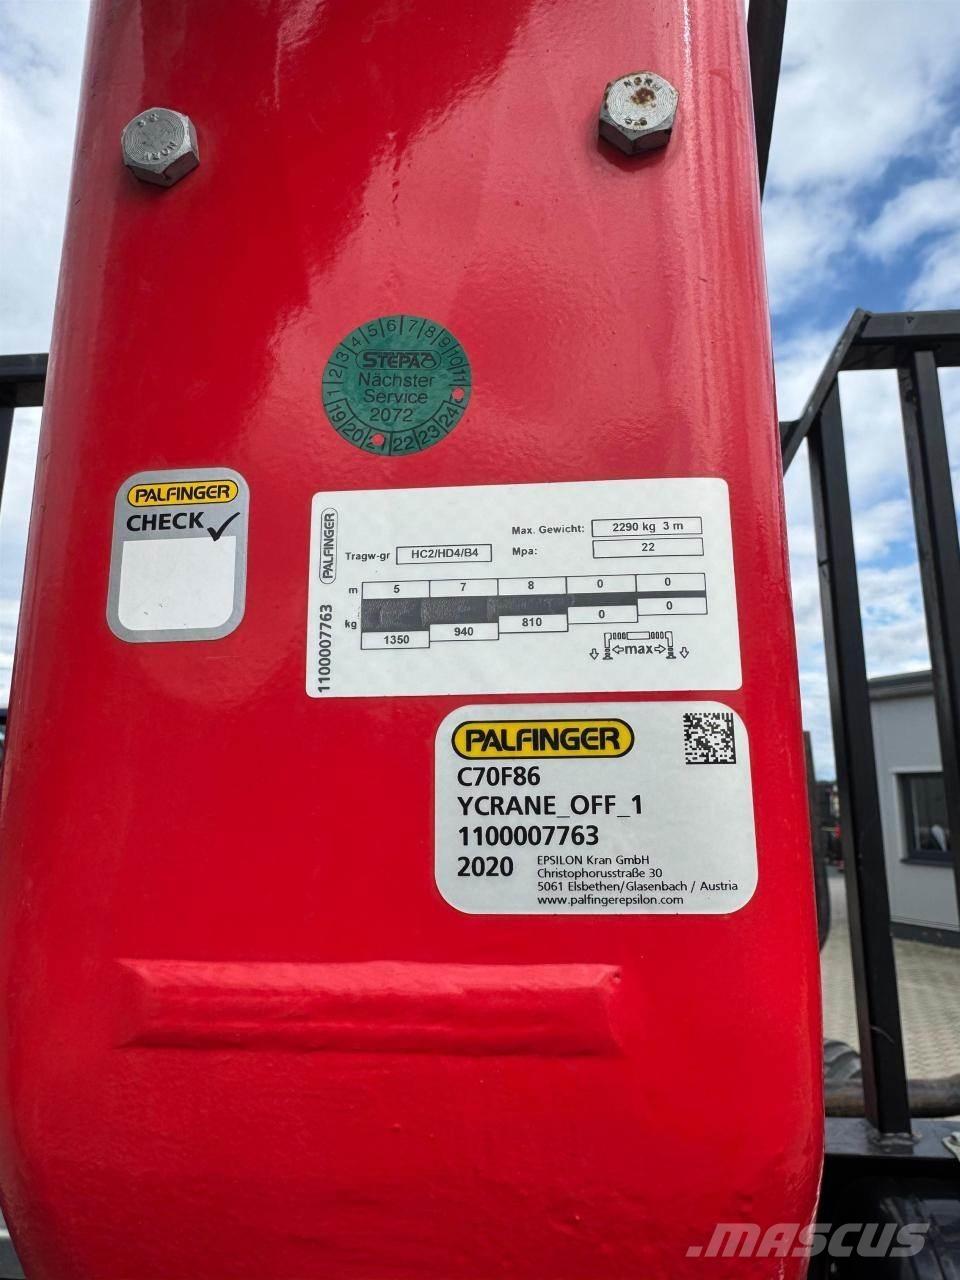 NORD
8.8
1 2 3 4 5 6 7 8 9 10 11
STEPA
Nächster
Service
2072
19 20 21 22 23 24
PALFINGER
CHECK
PALFINGER
1100007763
Max. Gewicht: 2290 kg 3 m
Tragw-gr HC2/HD4/B4 Mpa: 22
m 5 7 8 0 0
kg 1350 940 810 0 0
max
PALFINGER
C70F86
YCRANE_OFF_1
1100007763
2020
EPSILON Kran GmbH
Christophorusstraße 30
5061 Elsbethen/Glasenbach / Austria
www.palfingerepsilon.com
MASCUS